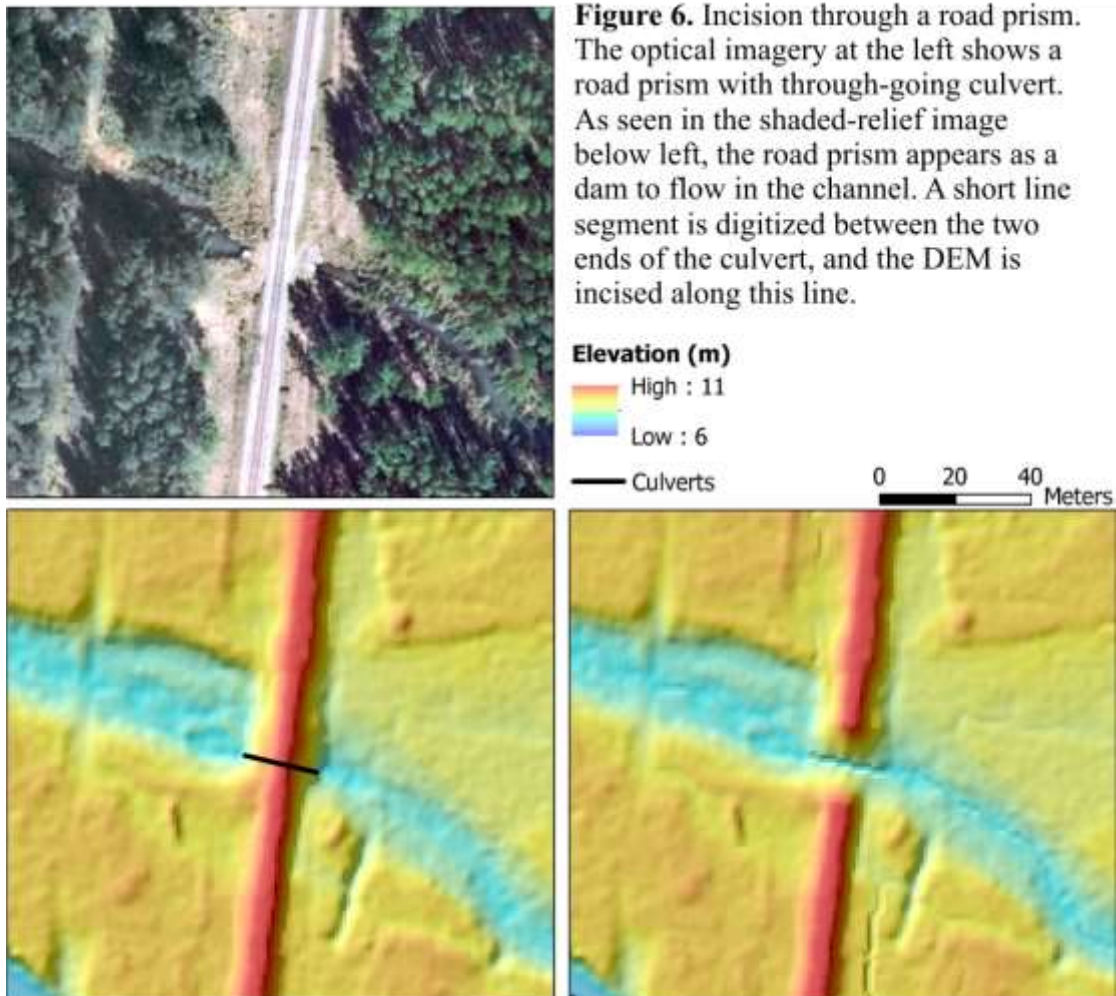 Figure 6. Incision through a road prism.
The optical imagery at the left shows a
road prism with through-going culvert.
As seen in the shaded-relief image
below left, the road prism appears as a
dam to flow in the channel. A short line
segment is digitized between the two
ends of the culvert, and the DEM is
incised along this line.
Elevation (m)
High : 11
Low : 6
Culverts
0 20 40
Meters